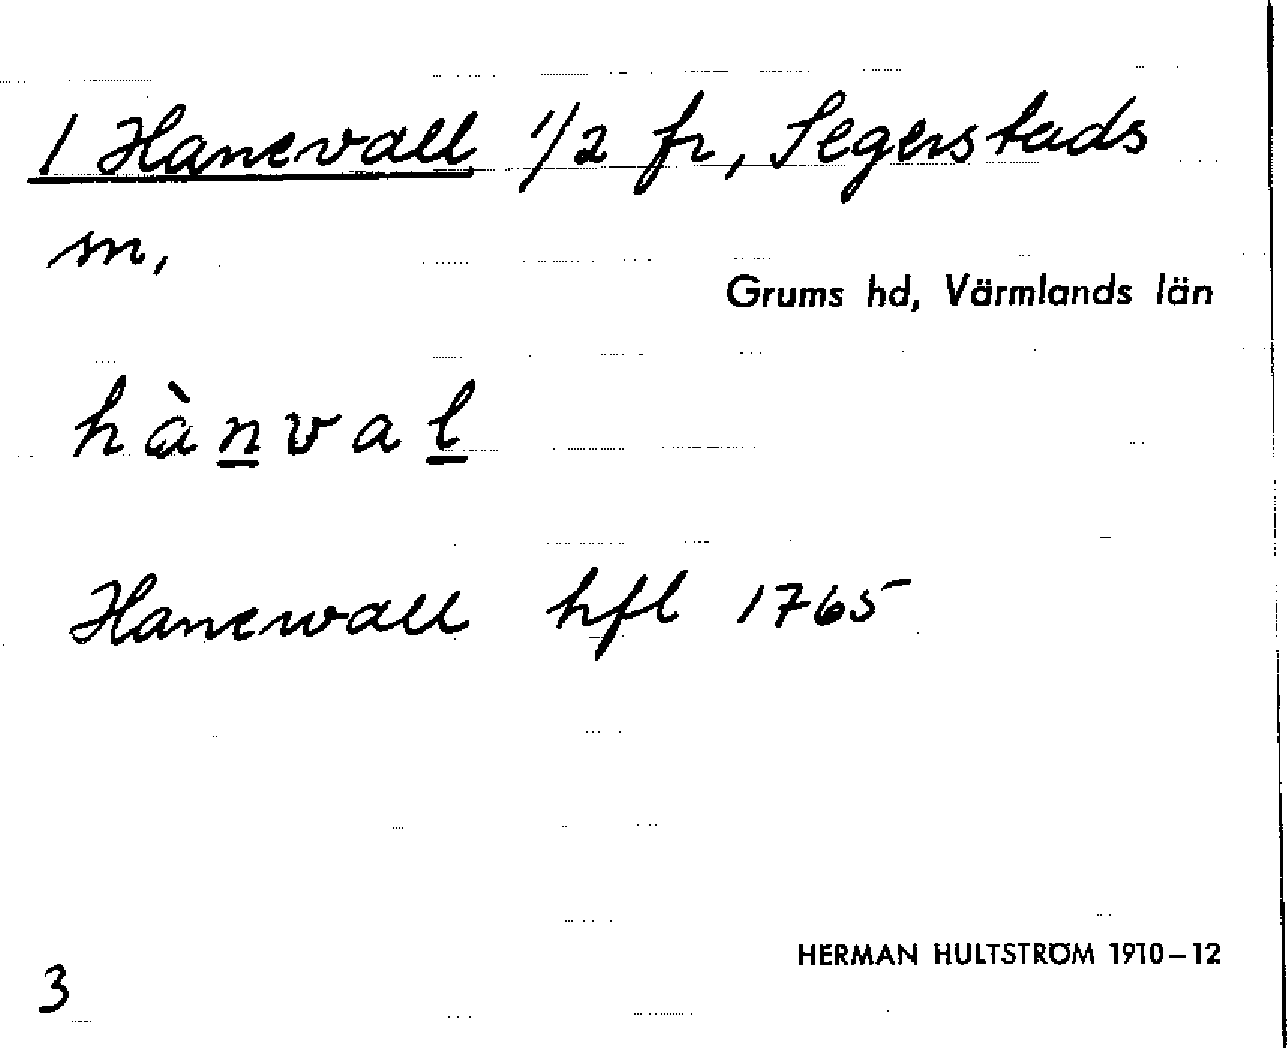 1 Hanevall 1/2 fr, Segerstads
sn,
Grums hd, Värmlands län
hànval
Hanewall hfl 1765
HERMAN HULTSTRÖM 1910–12
3